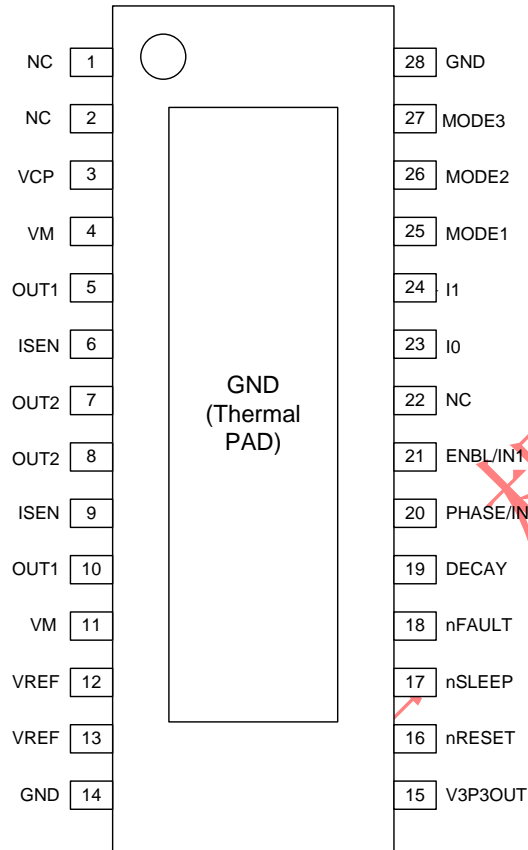 NC 1
NC 2
VCP 3
VM 4
OUT1 5
ISEN 6
OUT2 7
OUT2 8
ISEN 9
OUT1 10
VM 11
VREF 12
VREF 13
GND 14
GND
(Thermal
PAD)
28 GND
27 MODE3
26 MODE2
25 MODE1
24 I1
23 I0
22 NC
21 ENBL/IN1
20 PHASE/IN
19 DECAY
18 nFAULT
17 nSLEEP
16 nRESET
15 V3P3OUT